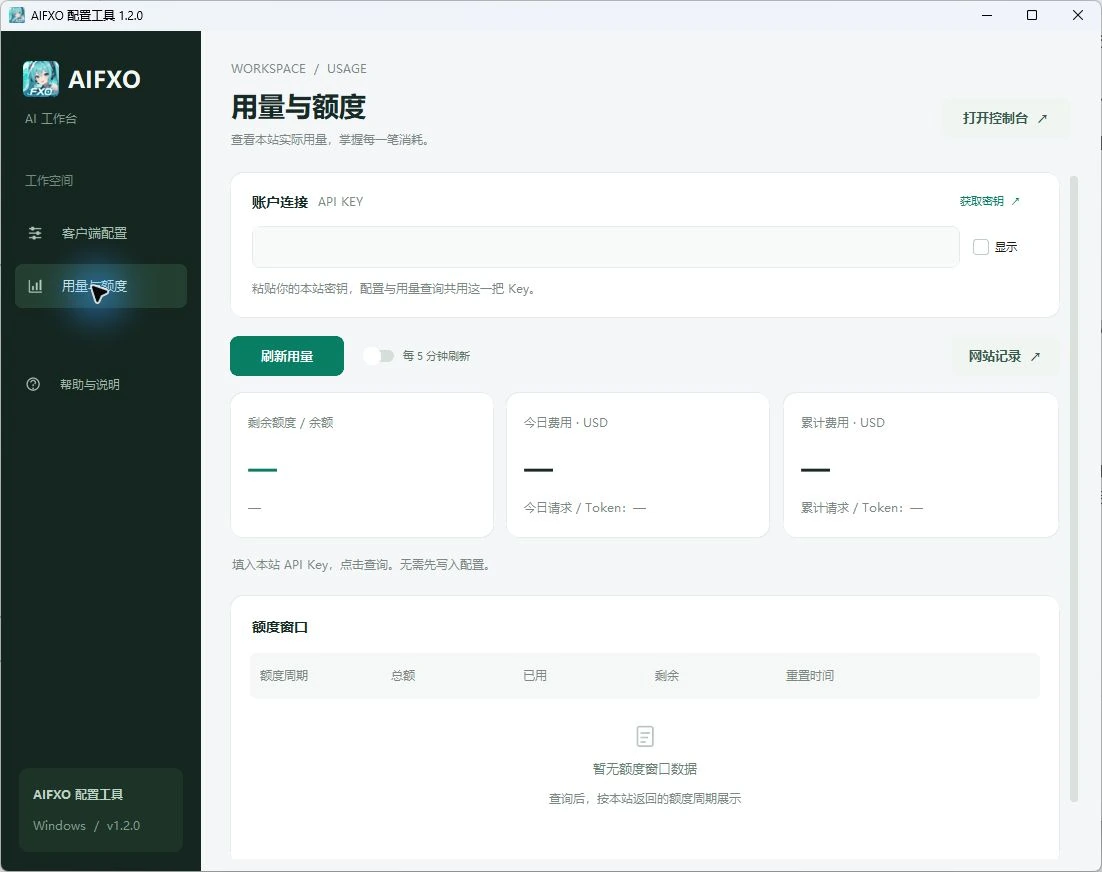 AIFXO 配置工具 1.2.0
FXO
AIFXO
AI 工作台
工作空间
客户端配置
用量与额度
帮助与说明
AIFXO 配置工具
Windows / v1.2.0
WORKSPACE / USAGE
用量与额度
查看本站实际用量，掌握每一笔消耗。
打开控制台 ↗
账户连接 API KEY
获取密钥 ↗
显示
粘贴你的本站密钥，配置与用量查询共用这一把 Key。
刷新用量
每 5 分钟刷新
网站记录 ↗
剩余额度 / 余额
—
—
今日费用 · USD
—
今日请求 / Token： —
累计费用 · USD
—
累计请求 / Token： —
填入本站 API Key，点击查询。无需先写入配置。
额度窗口
额度周期 总额 已用 剩余 重置时间
暂无额度窗口数据
查询后，按本站返回的额度周期展示